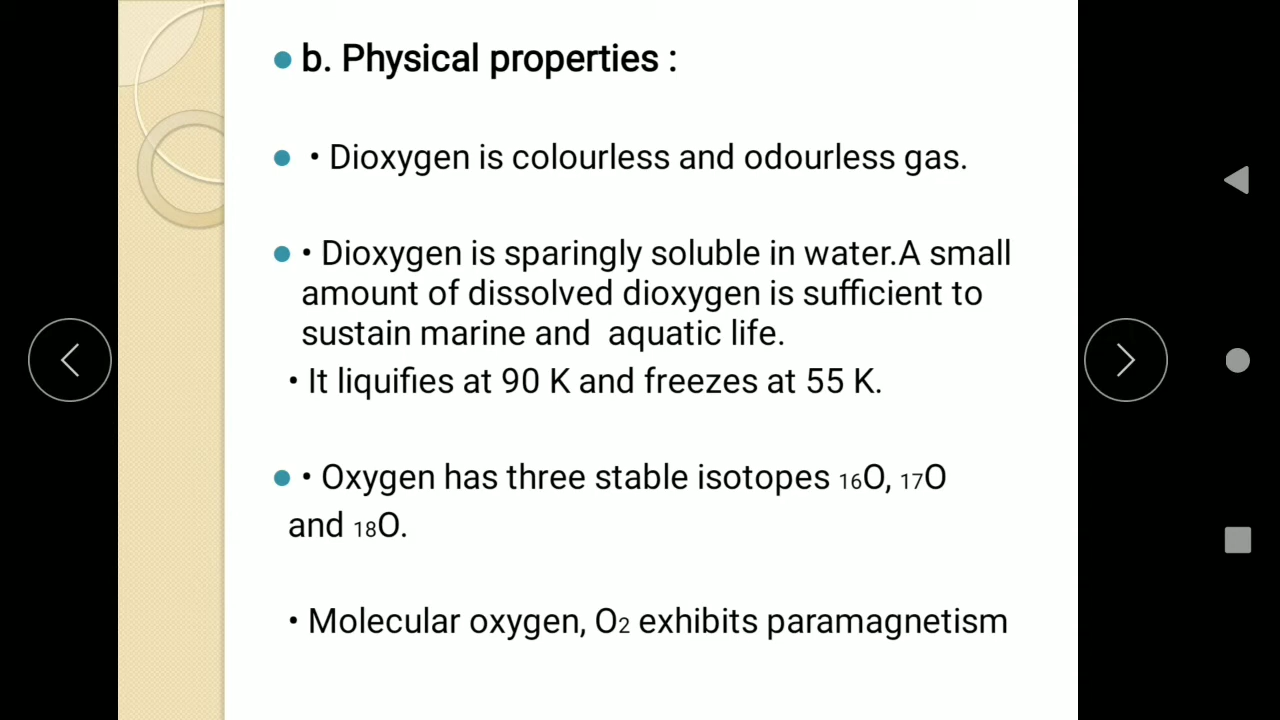 b. Physical properties :
• Dioxygen is colourless and odourless gas.
• Dioxygen is sparingly soluble in water.A small
amount of dissolved dioxygen is sufficient to
sustain marine and  aquatic life.
• It liquifies at 90 K and freezes at 55 K.
• Oxygen has three stable isotopes ₁₆O, ₁₇O
and ₁₈O.
• Molecular oxygen, O₂ exhibits paramagnetism